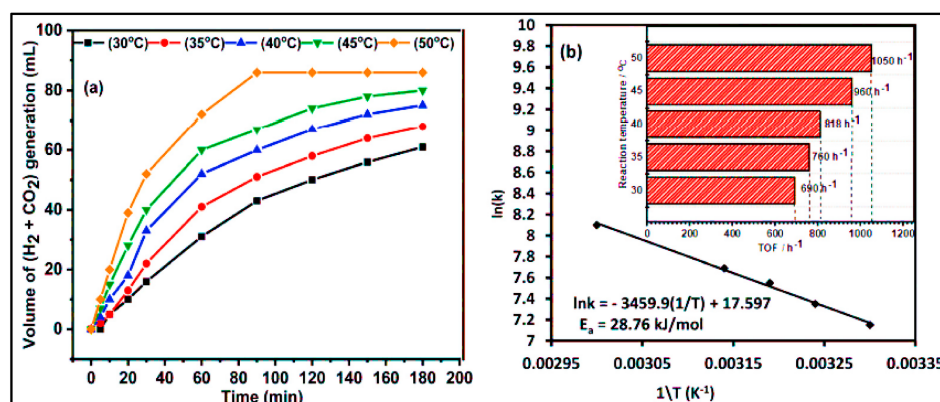 100
80
60
40
20
0
Volume of (H2 + CO2) generation (mL)
(30°C) (35°C) (40°C) (45°C) (50°C)
(a)
0 20 40 60 80 100 120 140 160 180 200
Time (min)
9.8
9.6
9.4
9.2
9
8.8
8.6
8.4
8.2
8
7.8
7.6
7.4
7.2
7
ln(k)
(b)
Reaction temperature / °C
50
45
40
35
30
1050 h-1
960 h-1
818 h-1
760 h-1
690 h-1
0 200 400 600 800 1000 1200
TOF / h-1
lnk = - 3459.9(1/T) + 17.597
Ea = 28.76 kJ/mol
0.00295 0.00305 0.00315 0.00325 0.00335
1\T (K-1)